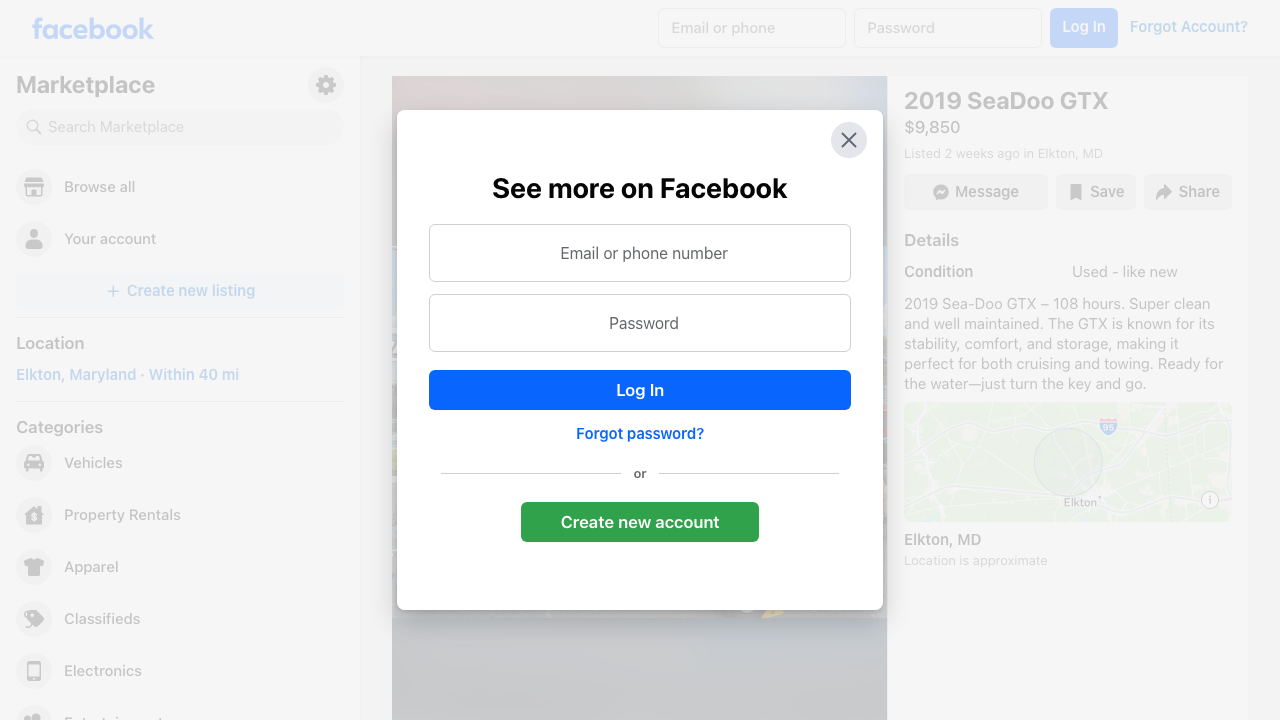 facebook
Email or phone
Password
Log In
Forgot Account?
Marketplace
Search Marketplace
Browse all
Your account
Create new listing
Location
Elkton, Maryland · Within 40 mi
Categories
Vehicles
Property Rentals
Apparel
Classifieds
Electronics
See more on Facebook
Email or phone number
Password
Log In
Forgot password?
or
Create new account
2019 SeaDoo GTX
$9,850
Listed 2 weeks ago in Elkton, MD
Message
Save
Share
Details
Condition
Used - like new
2019 Sea-Doo GTX – 108 hours. Super clean
and well maintained. The GTX is known for its
stability, comfort, and storage, making it
perfect for both cruising and towing. Ready for
the water—just turn the key and go.
95
Elkton
Elkton, MD
Location is approximate